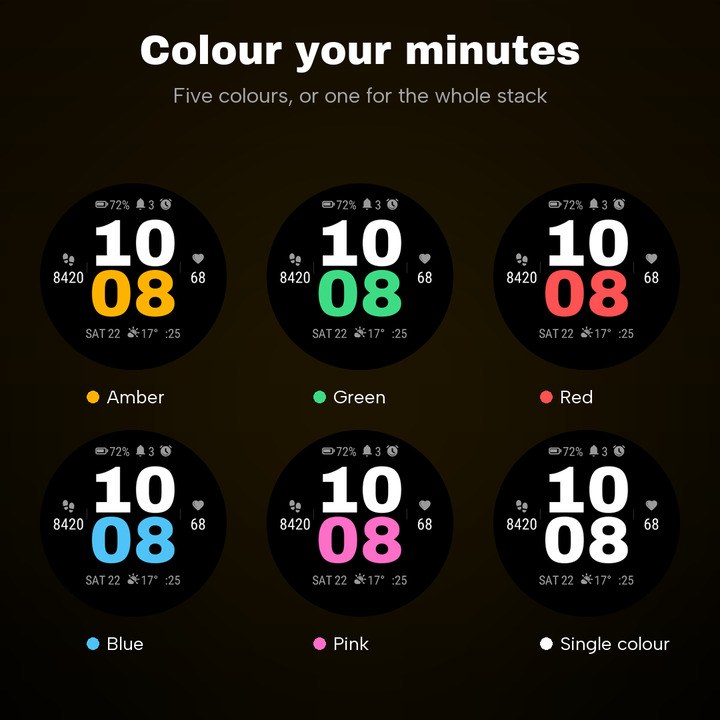 Colour your minutes
Five colours, or one for the whole stack
72% 3
10
8420 08 68
SAT 22 17° :25
Amber
72% 3
10
8420 08 68
SAT 22 17° :25
Green
72% 3
10
8420 08 68
SAT 22 17° :25
Red
72% 3
10
8420 08 68
SAT 22 17° :25
Blue
72% 3
10
8420 08 68
SAT 22 17° :25
Pink
72% 3
10
8420 08 68
SAT 22 17° :25
Single colour